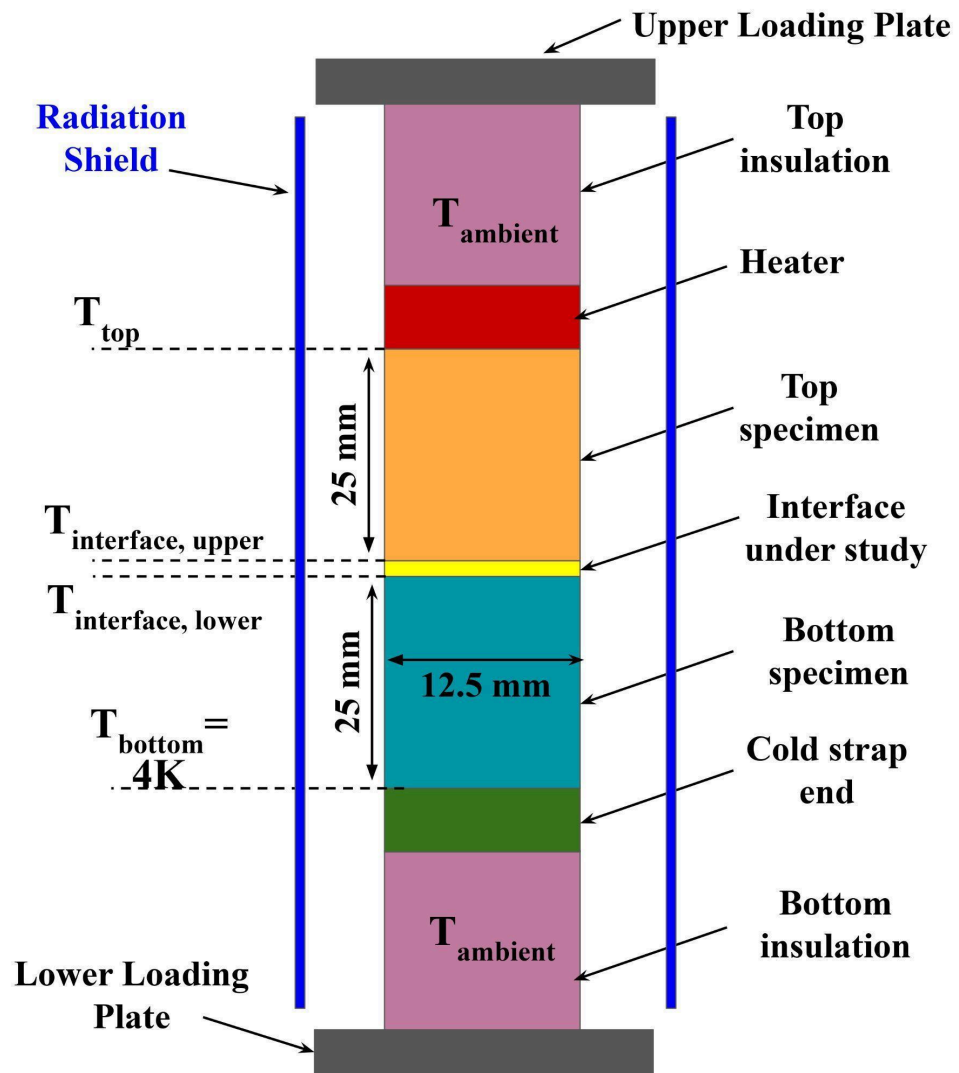 Upper Loading Plate
Radiation
Shield
Top
insulation
T ambient
Heater
T top
25 mm
Top
specimen
T interface, upper
Interface
under study
T interface, lower
25 mm
12.5 mm
Bottom
specimen
T bottom =
4K
Cold strap
end
T ambient
Bottom
insulation
Lower Loading
Plate